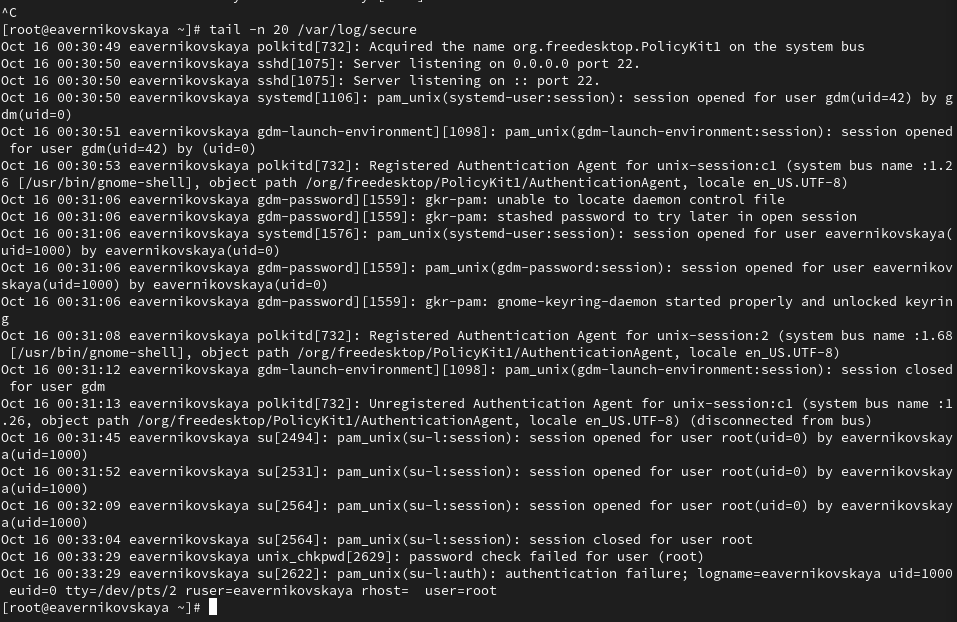 ^C
[root@eavernikovskaya ~]# tail -n 20 /var/log/secure
Oct 16 00:30:49 eavernikovskaya polkitd[732]: Acquired the name org.freedesktop.PolicyKit1 on the system bus
Oct 16 00:30:50 eavernikovskaya sshd[1075]: Server listening on 0.0.0.0 port 22.
Oct 16 00:30:50 eavernikovskaya sshd[1075]: Server listening on :: port 22.
Oct 16 00:30:50 eavernikovskaya systemd[1106]: pam_unix(systemd-user:session): session opened for user gdm(uid=42) by g
dm(uid=0)
Oct 16 00:30:51 eavernikovskaya gdm-launch-environment][1098]: pam_unix(gdm-launch-environment:session): session opened
 for user gdm(uid=42) by (uid=0)
Oct 16 00:30:53 eavernikovskaya polkitd[732]: Registered Authentication Agent for unix-session:c1 (system bus name :1.2
6 [/usr/bin/gnome-shell], object path /org/freedesktop/PolicyKit1/AuthenticationAgent, locale en_US.UTF-8)
Oct 16 00:31:06 eavernikovskaya gdm-password][1559]: gkr-pam: unable to locate daemon control file
Oct 16 00:31:06 eavernikovskaya gdm-password][1559]: gkr-pam: stashed password to try later in open session
Oct 16 00:31:06 eavernikovskaya systemd[1576]: pam_unix(systemd-user:session): session opened for user eavernikovskaya(
uid=1000) by eavernikovskaya(uid=0)
Oct 16 00:31:06 eavernikovskaya gdm-password][1559]: pam_unix(gdm-password:session): session opened for user eavernikov
skaya(uid=1000) by eavernikovskaya(uid=0)
Oct 16 00:31:06 eavernikovskaya gdm-password][1559]: gkr-pam: gnome-keyring-daemon started properly and unlocked keyrin
g
Oct 16 00:31:08 eavernikovskaya polkitd[732]: Registered Authentication Agent for unix-session:2 (system bus name :1.68
 [/usr/bin/gnome-shell], object path /org/freedesktop/PolicyKit1/AuthenticationAgent, locale en_US.UTF-8)
Oct 16 00:31:12 eavernikovskaya gdm-launch-environment][1098]: pam_unix(gdm-launch-environment:session): session closed
 for user gdm
Oct 16 00:31:13 eavernikovskaya polkitd[732]: Unregistered Authentication Agent for unix-session:c1 (system bus name :1
.26, object path /org/freedesktop/PolicyKit1/AuthenticationAgent, locale en_US.UTF-8) (disconnected from bus)
Oct 16 00:31:45 eavernikovskaya su[2494]: pam_unix(su-l:session): session opened for user root(uid=0) by eavernikovskay
a(uid=1000)
Oct 16 00:31:52 eavernikovskaya su[2531]: pam_unix(su-l:session): session opened for user root(uid=0) by eavernikovskay
a(uid=1000)
Oct 16 00:32:09 eavernikovskaya su[2564]: pam_unix(su-l:session): session opened for user root(uid=0) by eavernikovskay
a(uid=1000)
Oct 16 00:33:04 eavernikovskaya su[2564]: pam_unix(su-l:session): session closed for user root
Oct 16 00:33:29 eavernikovskaya unix_chkpwd[2629]: password check failed for user (root)
Oct 16 00:33:29 eavernikovskaya su[2622]: pam_unix(su-l:auth): authentication failure; logname=eavernikovskaya uid=1000
 euid=0 tty=/dev/pts/2 ruser=eavernikovskaya rhost=  user=root
[root@eavernikovskaya ~]#